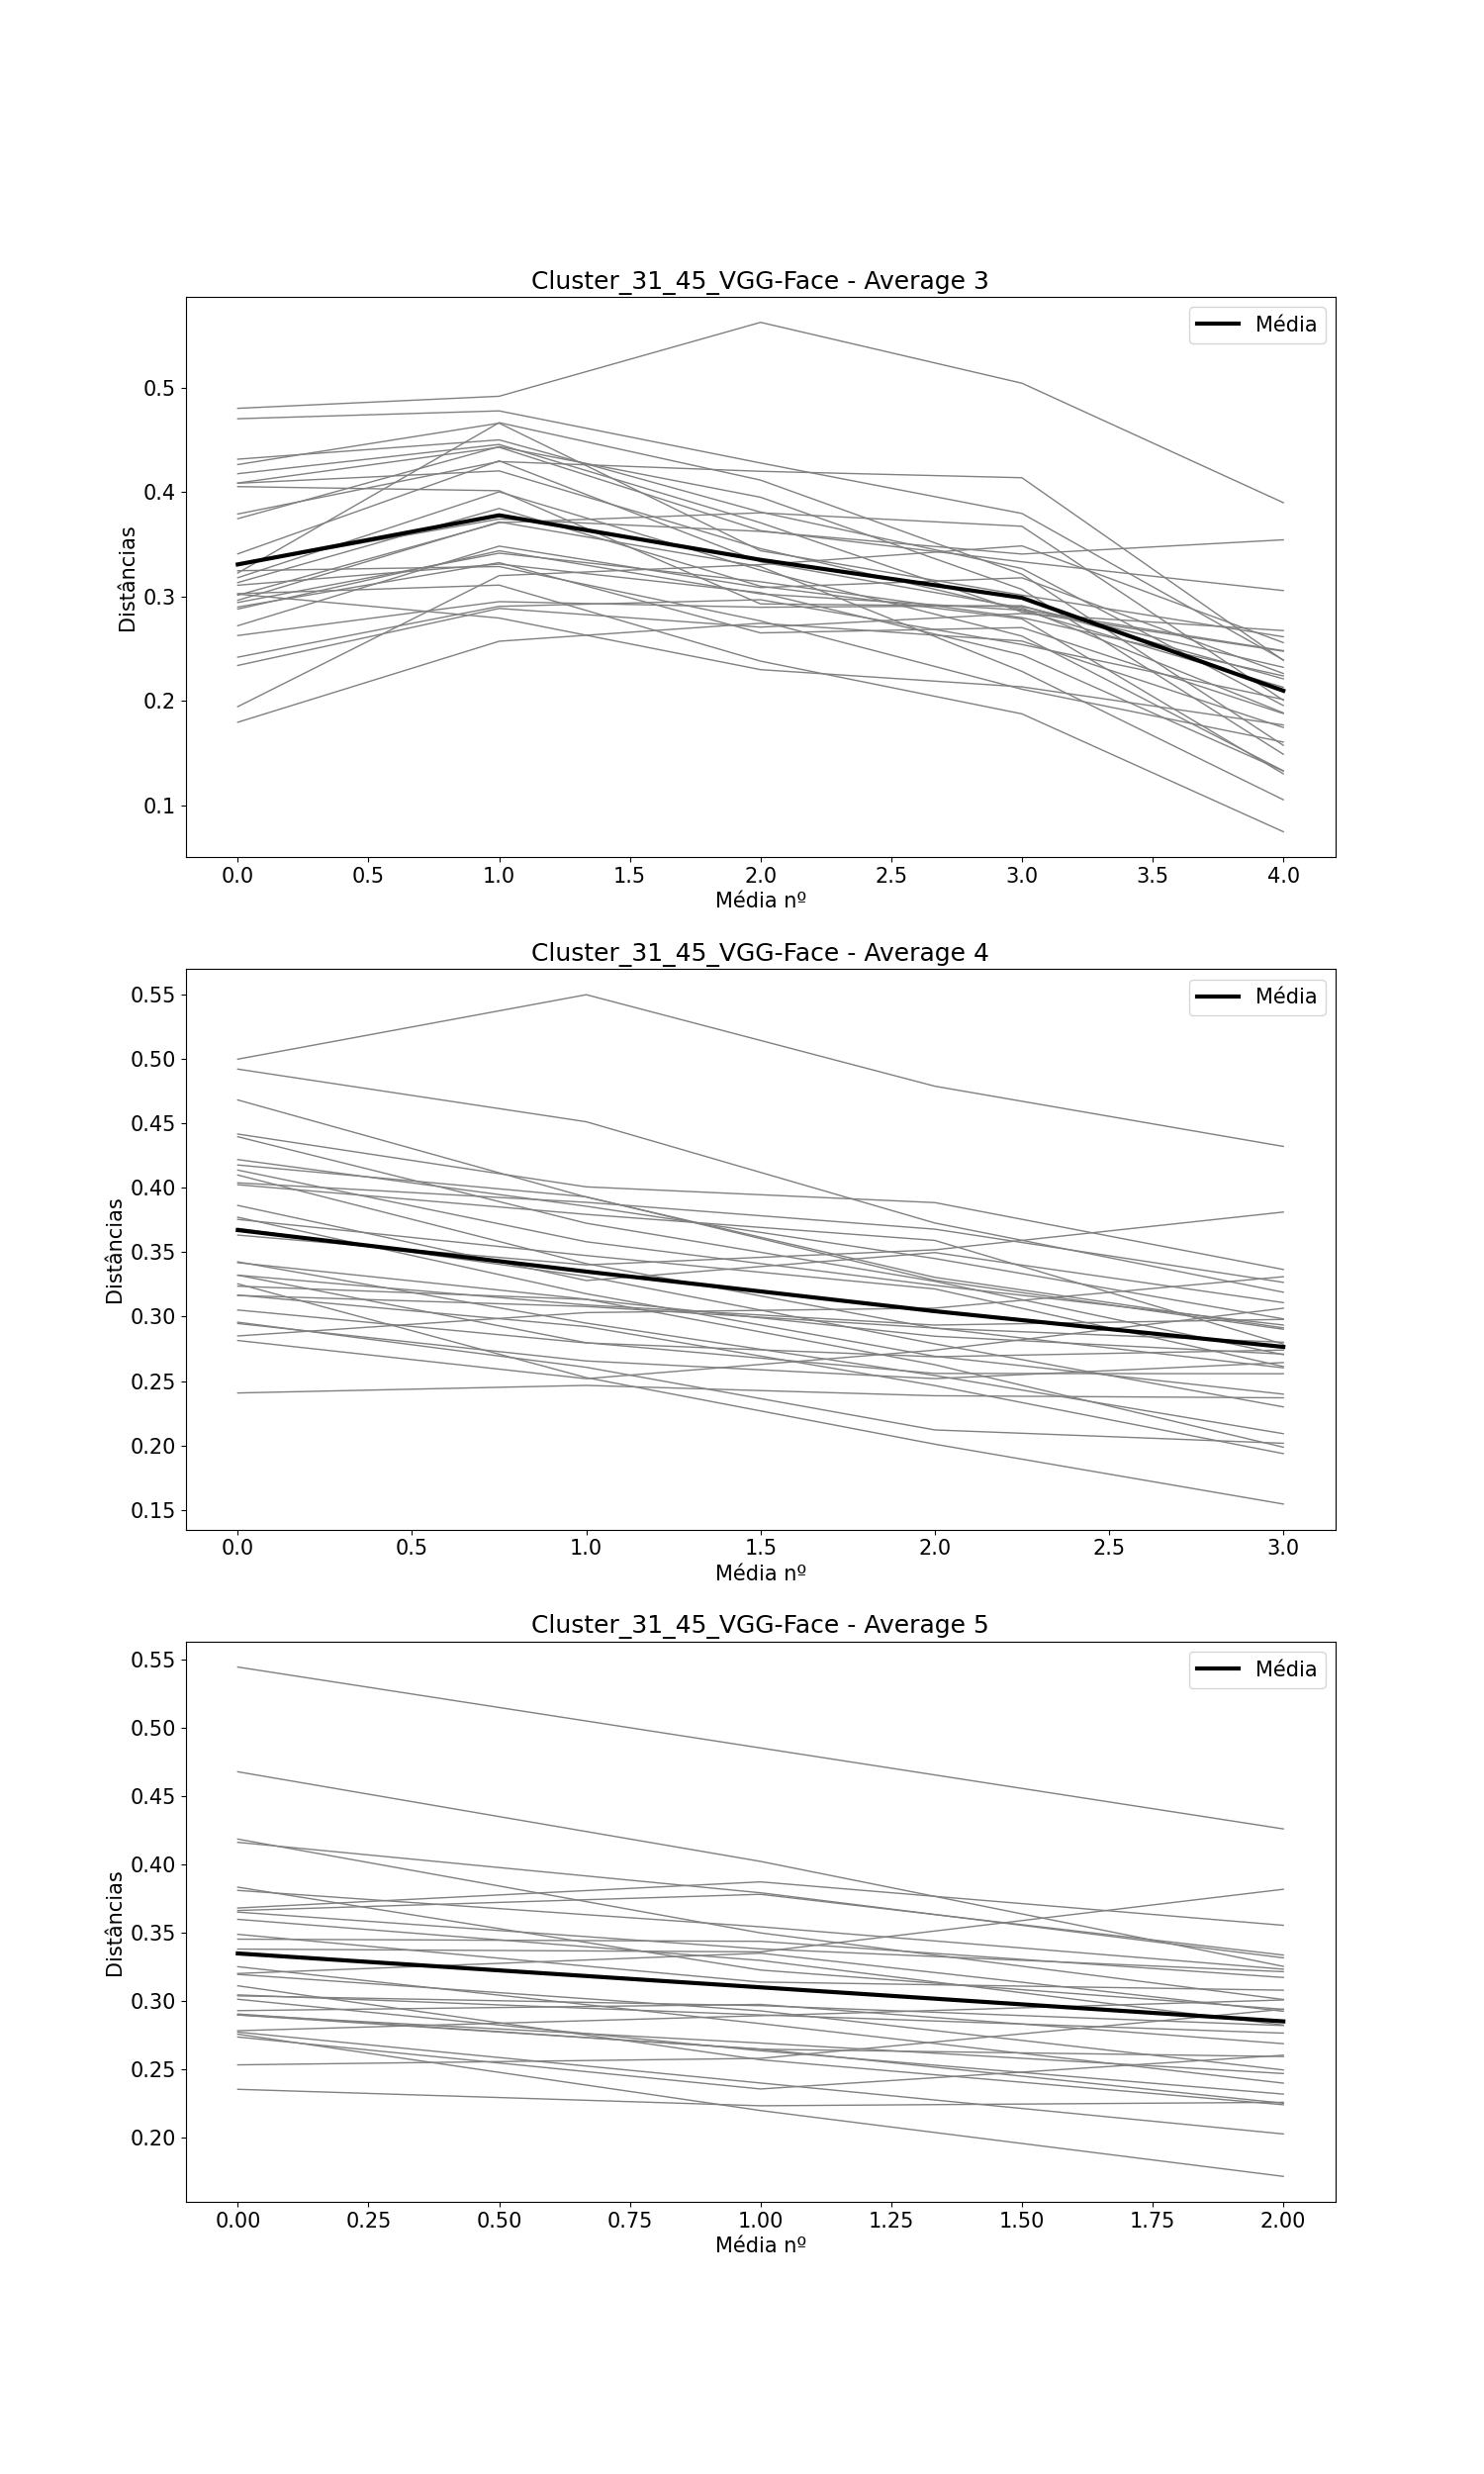 Cluster_31_45_VGG-Face - Average 3
Média
Distâncias
0.5
0.4
0.3
0.2
0.1
0.0 0.5 1.0 1.5 2.0 2.5 3.0 3.5 4.0
Média nº
Cluster_31_45_VGG-Face - Average 4
Média
Distâncias
0.55
0.50
0.45
0.40
0.35
0.30
0.25
0.20
0.15
0.0 0.5 1.0 1.5 2.0 2.5 3.0
Média nº
Cluster_31_45_VGG-Face - Average 5
Média
Distâncias
0.55
0.50
0.45
0.40
0.35
0.30
0.25
0.20
0.00 0.25 0.50 0.75 1.00 1.25 1.50 1.75 2.00
Média nº